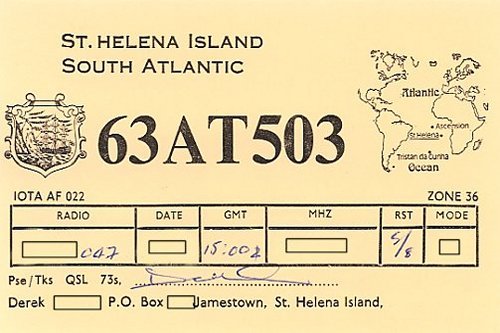 ST. HELENA ISLAND
SOUTH ATLANTIC
63AT503
Atlantic
Ascension
St Helena
Tristan da Cunha
Ocean
IOTA AF 022
ZONE 36
RADIO DATE GMT MHZ RST MODE
047 15:00z 5/8
Pse/Tks QSL 73s,
Derek P.O. Box Jamestown, St. Helena Island,